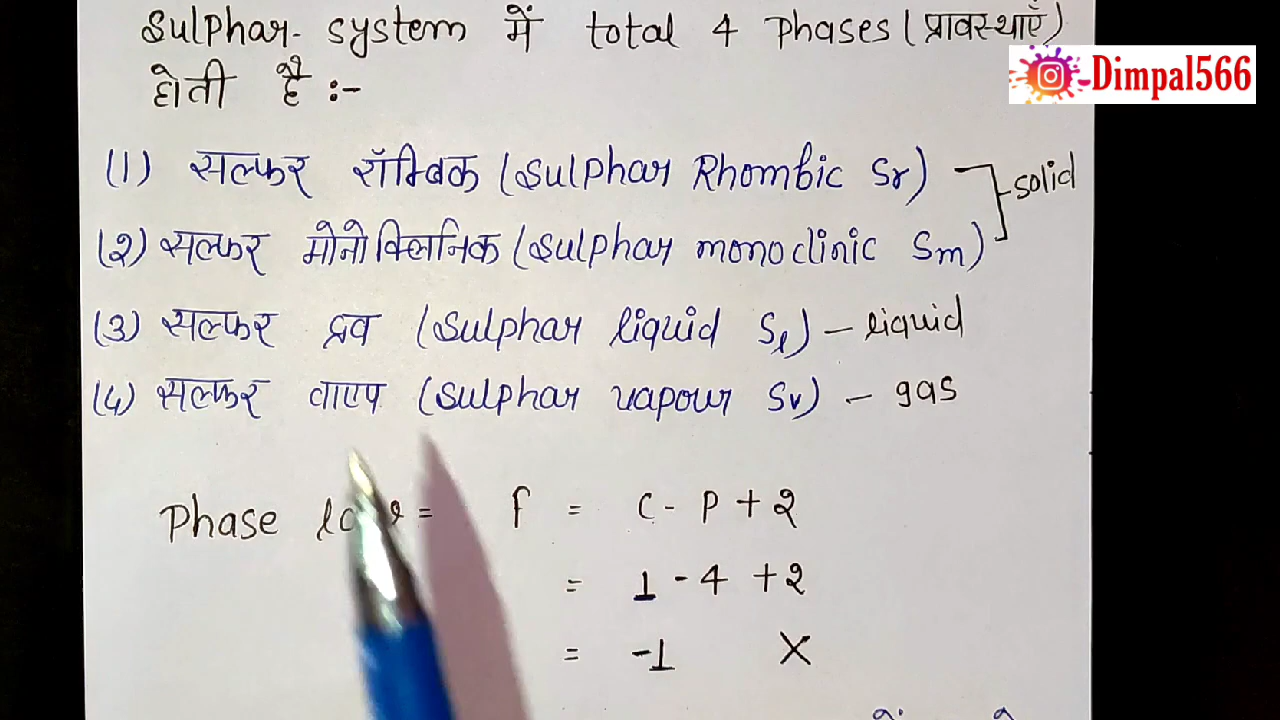 Sulphar system में total 4 Phases (प्रावस्थाएँ)
-Dimpal566
होती है :-
(1) सल्फर रॉम्बिक (Sulphar Rhombic Sr)
solid
(२) सल्फर मोनोक्लिनिक (Sulphar monoclinic Sm)
(3) सल्फर द्रव (Sulphar liquid Sl) – liquid
(4) सल्फर वाष्प (Sulphar vapour Sv) – gas
Phase = f = C - P + 2
= 1 - 4 + 2
= -1 X